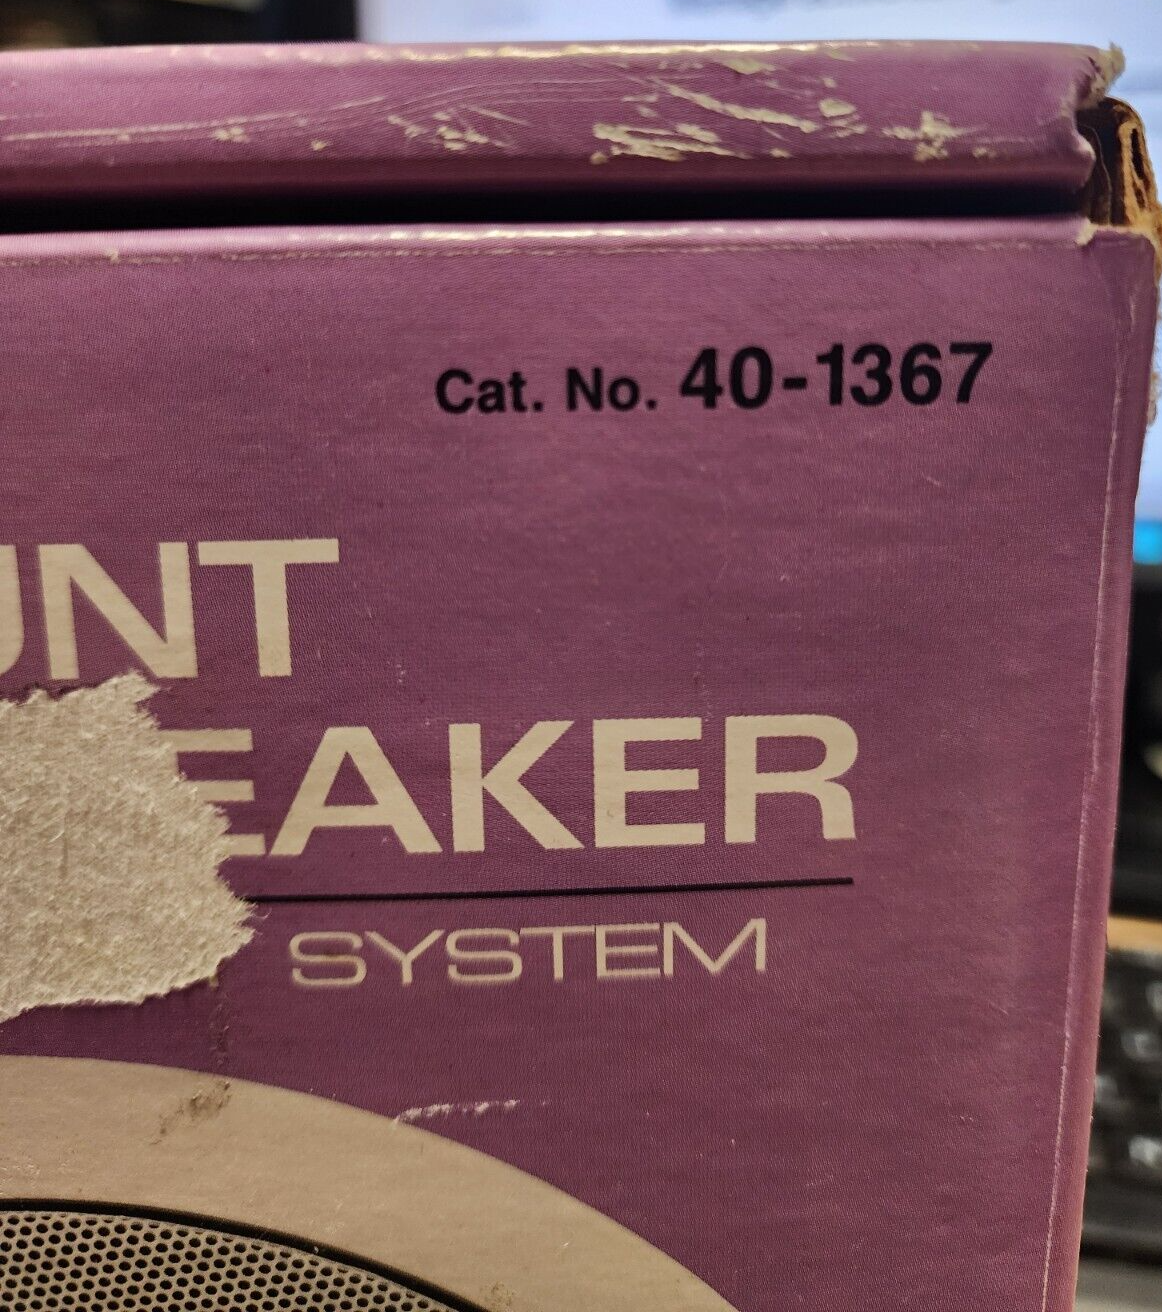 Cat. No. 40-1367
UNT
EAKER
SYSTEM